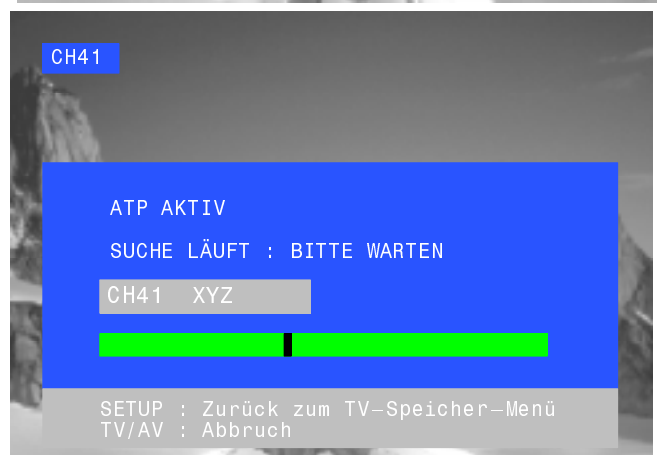 CH41
ATP AKTIV
SUCHE LÄUFT : BITTE WARTEN
CH41 XYZ
SETUP : Zurück zum TV-Speicher-Menü
TV/AV : Abbruch